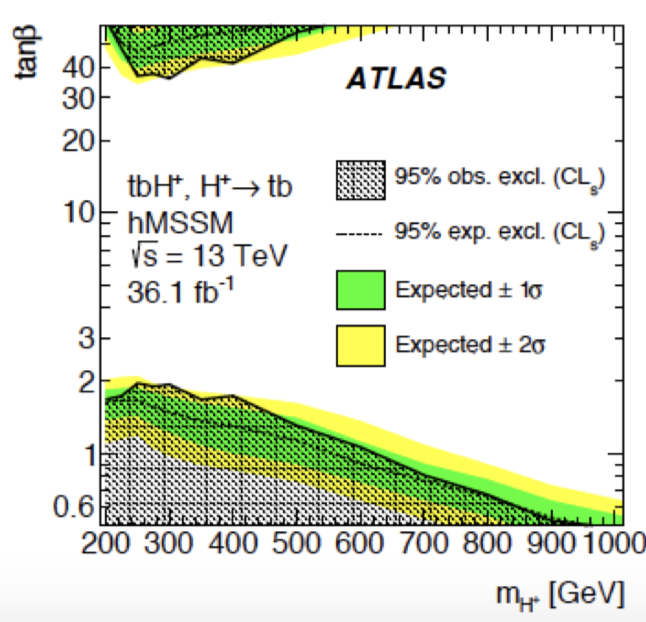 tanβ
40
30
20
10
3
2
1
0.6
ATLAS
tbH⁺, H⁺→ tb
hMSSM
√s = 13 TeV
36.1 fb⁻¹
95% obs. excl. (CLₛ)
95% exp. excl. (CLₛ)
Expected ± 1σ
Expected ± 2σ
200 300 400 500 600 700 800 900 1000
m_H⁺ [GeV]